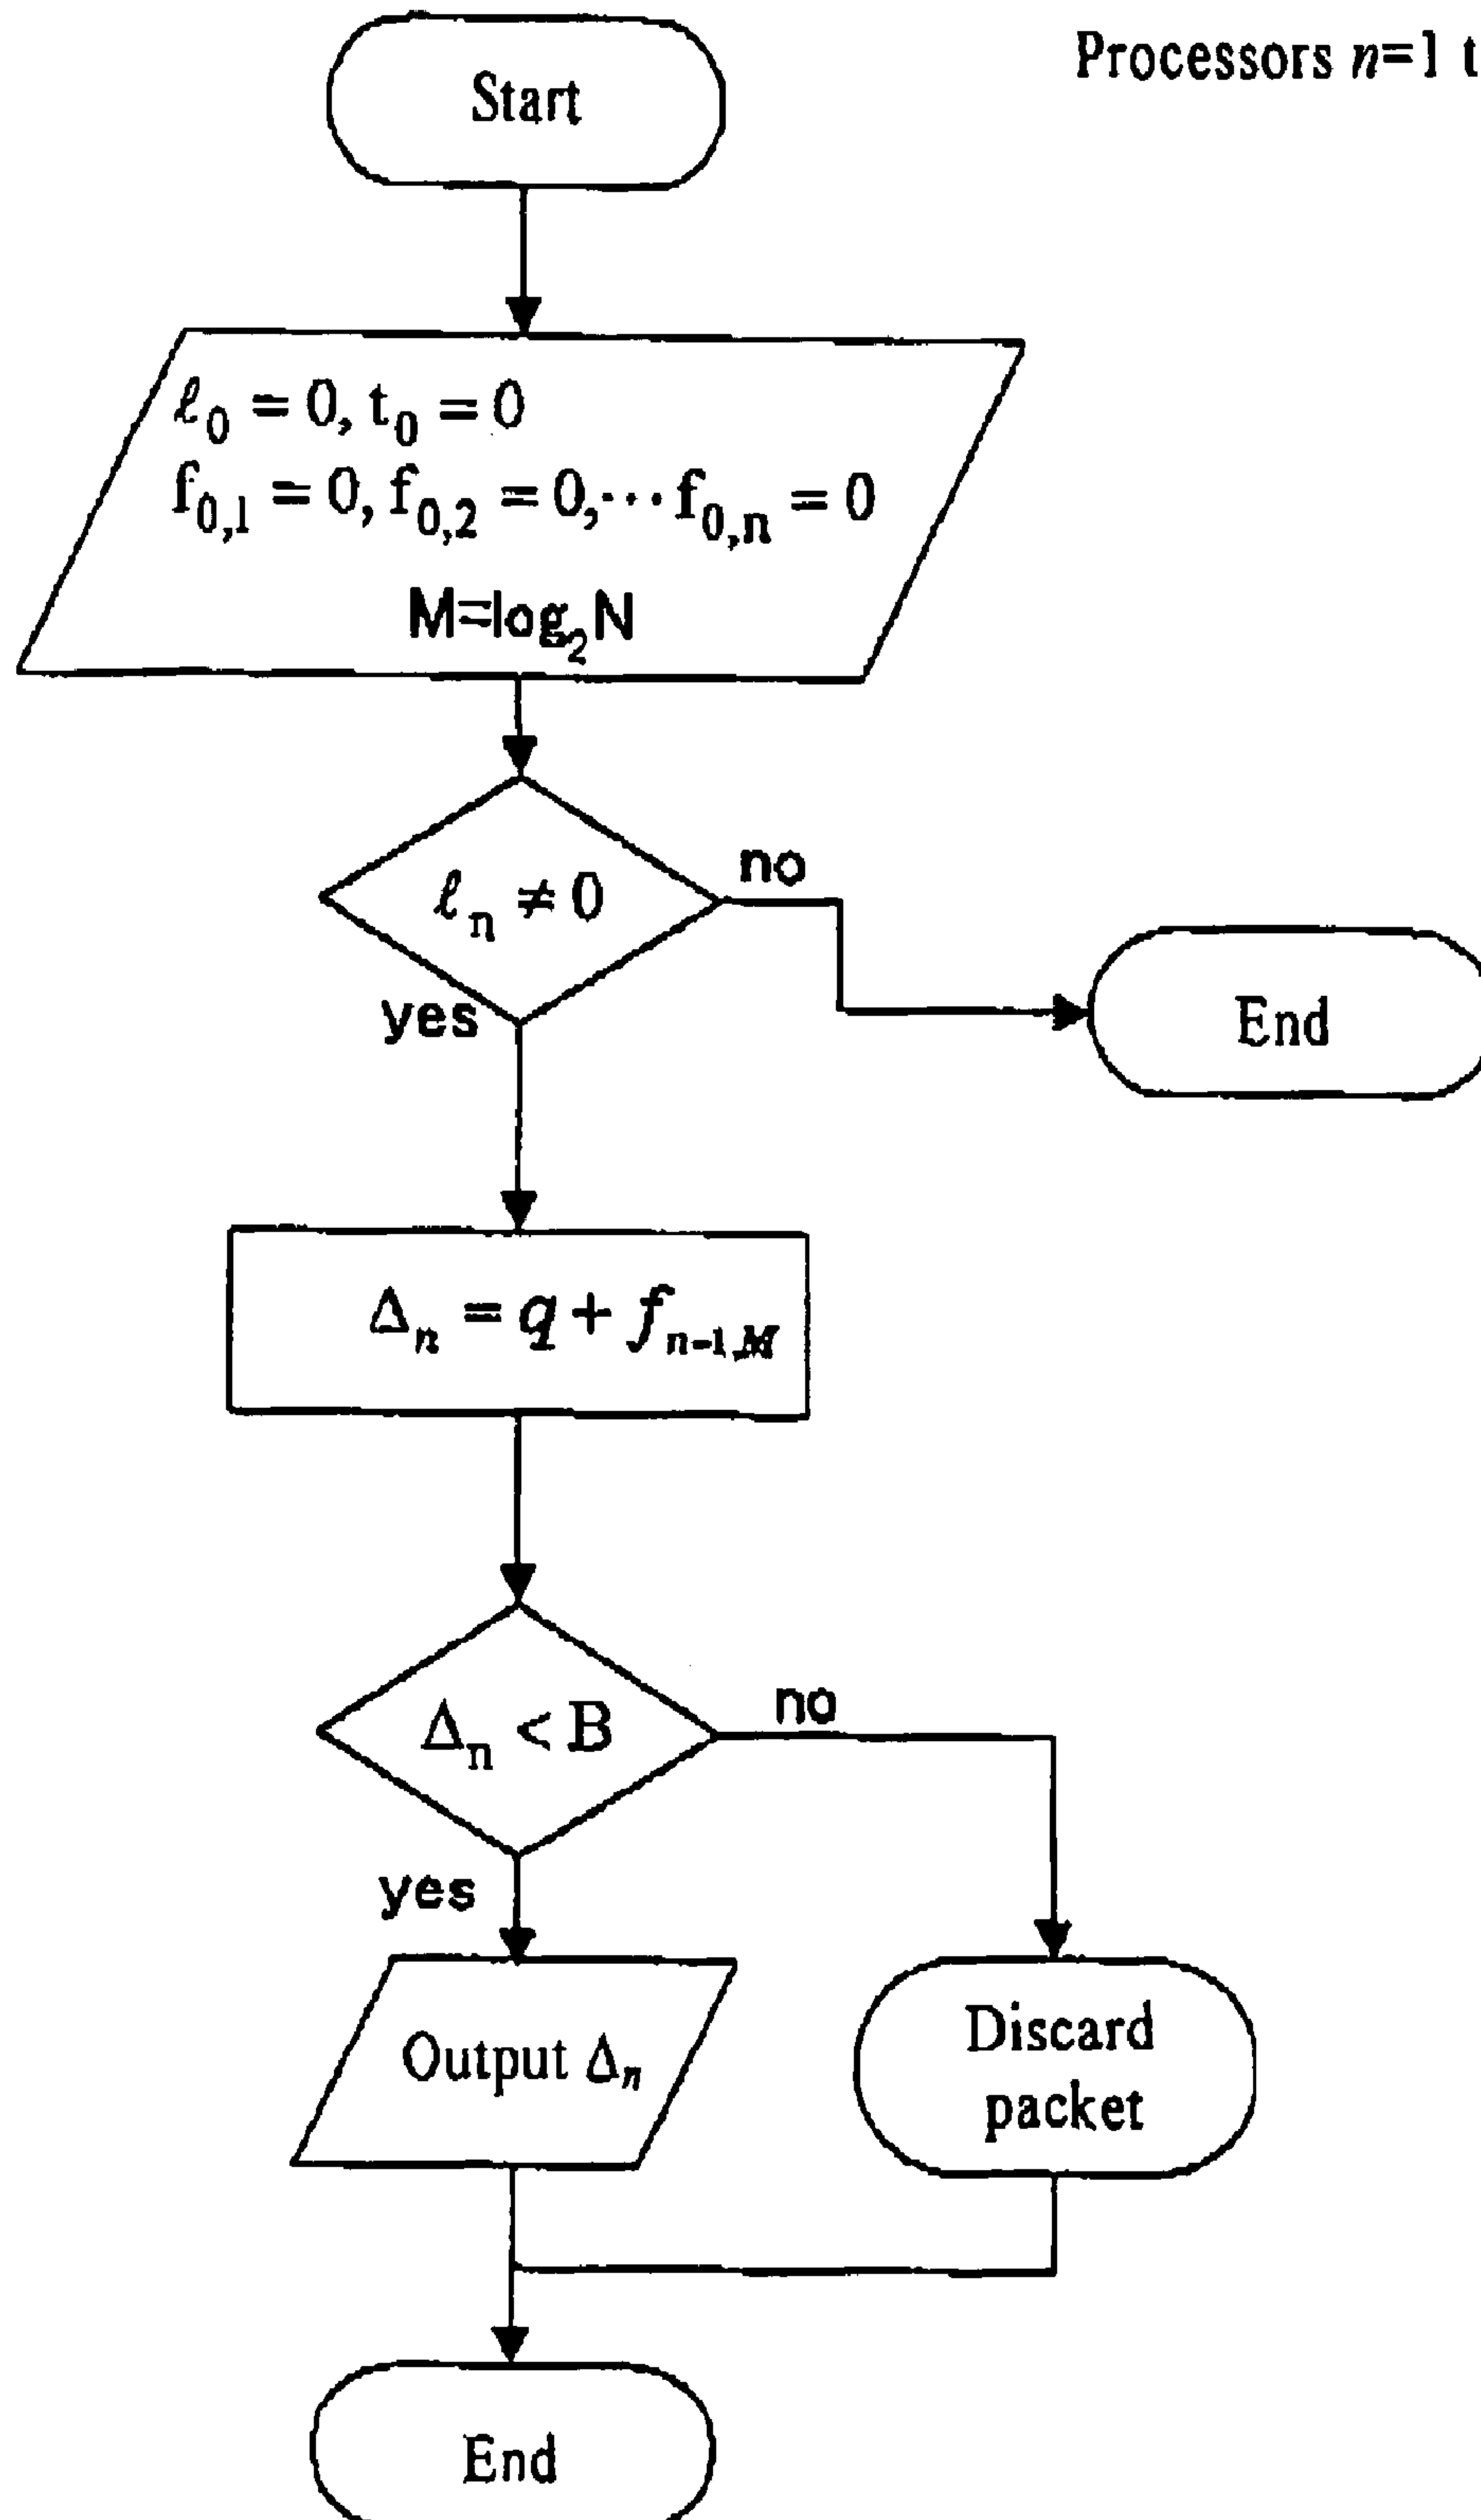 Start
Processors n=1 t
ℓ₀ = 0, t₀ = 0
f₀,₁ = 0, f₀,₂ = 0, ··· f₀,ₙ = 0
M=log₂N
ℓₙ ≠ 0
no
yes
End
Δₙ = q + fₙ₋₁,
Δₙ < B
no
yes
Output Δₙ
Discard
packet
End